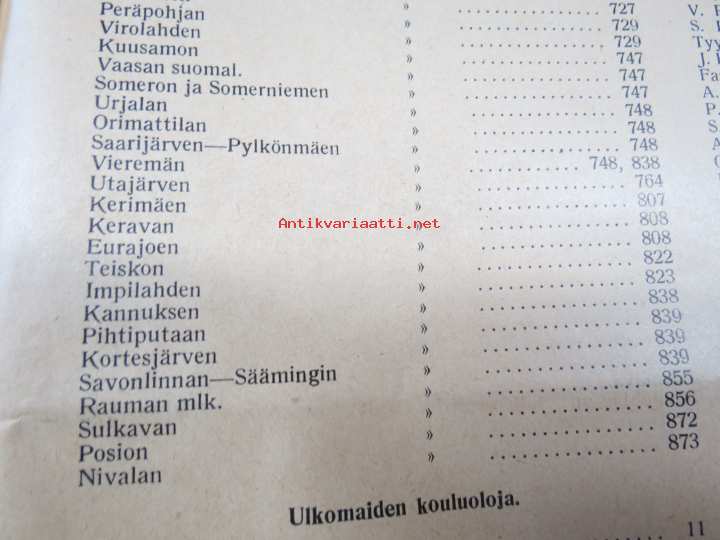 » ................ 727
Peräpohjan » ................ 729
Virolahden » ................ 729
Kuusamon » ................ 747
Vaasan suomal. » ................ 747
Someron ja Somerniemen » ................ 747
Urjalan » ................ 748
Orimattilan » ................ 748
Saarijärven—Pylkönmäen » ................ 748
Vieremän » ............ 748, 838
Utajärven » ................ 764
Kerimäen » ................ 807
Keravan » ................ 808
Eurajoen » ................ 808
Teiskon » ................ 822
Impilahden » ................ 823
Kannuksen » ................ 838
Pihtiputaan » ................ 839
Kortesjärven » ................ 839
Savonlinnan—Säämingin » ................ 839
Rauman mlk. » ................ 855
Sulkavan » ................ 856
Posion » ................ 872
Nivalan » ................ 873
Ulkomaiden kouluoloja.
11
V.
S.
Tyy
J.
Fa
A.
P.
S.
Antikvariaatti.net